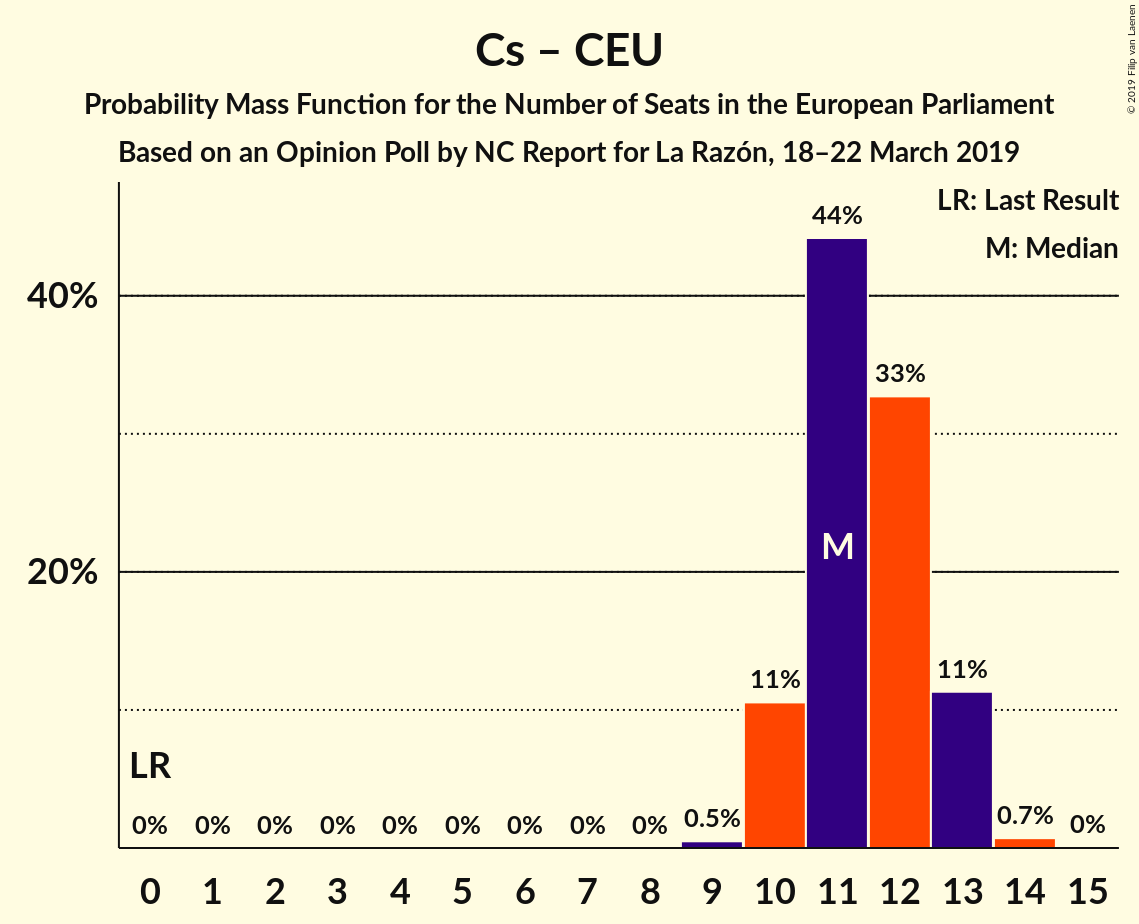 Cs – CEU
Probability Mass Function for the Number of Seats in the European Parliament
Based on an Opinion Poll by NC Report for La Razón, 18–22 March 2019
© 2019 Filip van Laenen
LR: Last Result
M: Median
44%
40%
33%
M
20%
11%
11%
LR
0% 0% 0% 0% 0% 0% 0% 0% 0% 0.5% 0.7% 0%
0 1 2 3 4 5 6 7 8 9 10 11 12 13 14 15